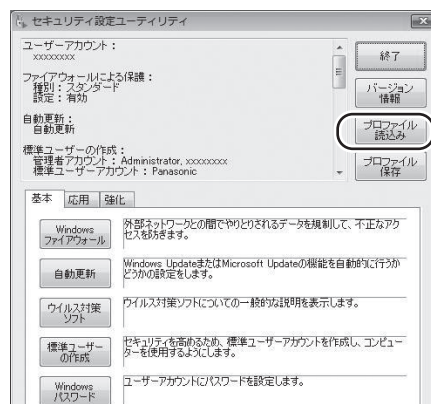 セキュリティ設定ユーティリティ
ユーザーアカウント：
xxxxxxxx
ファイアウォールによる保護：
種別：スタンダード
設定：有効
自動更新：
自動更新
標準ユーザーの作成：
管理者アカウント：Administrator, xxxxxxxx
標準ユーザーアカウント：Panasonic
終了
バージョン
情報
プロファイル
読込み
プロファイル
保存
基本 応用 強化
Windows
ファイアウォール
外部ネットワークとの間でやりとりされるデータを規制して、不正なアク
セスを防ぎます。
自動更新
Windows UpdateまたはMicrosoft Updateの機能を自動的に行うか
どうかの設定をします。
ウイルス対策
ソフト
ウイルス対策ソフトについての一般的な説明を表示します。
標準ユーザー
の作成
セキュリティを高めるため、標準ユーザーアカウントを作成し、コンピュー
ターを使用するようにします。
Windows
パスワード
ユーザーアカウントにパスワードを設定します。